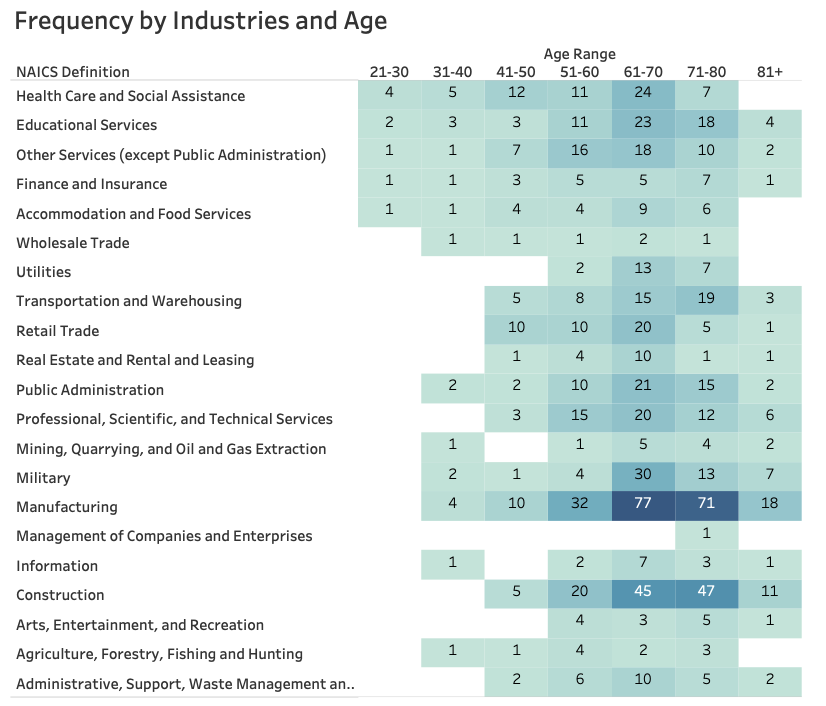 Frequency by Industries and Age
Age Range
NAICS Definition 21-30 31-40 41-50 51-60 61-70 71-80 81+
Health Care and Social Assistance 4 5 12 11 24 7
Educational Services 2 3 3 11 23 18 4
Other Services (except Public Administration) 1 1 7 16 18 10 2
Finance and Insurance 1 1 3 5 5 7 1
Accommodation and Food Services 1 1 4 4 9 6
Wholesale Trade 1 1 1 2 1
Utilities 2 13 7
Transportation and Warehousing 5 8 15 19 3
Retail Trade 10 10 20 5 1
Real Estate and Rental and Leasing 1 4 10 1 1
Public Administration 2 2 10 21 15 2
Professional, Scientific, and Technical Services 3 15 20 12 6
Mining, Quarrying, and Oil and Gas Extraction 1 1 5 4 2
Military 2 1 4 30 13 7
Manufacturing 4 10 32 77 71 18
Management of Companies and Enterprises 1
Information 1 2 7 3 1
Construction 5 20 45 47 11
Arts, Entertainment, and Recreation 4 3 5 1
Agriculture, Forestry, Fishing and Hunting 1 1 4 2 3
Administrative, Support, Waste Management an.. 2 6 10 5 2